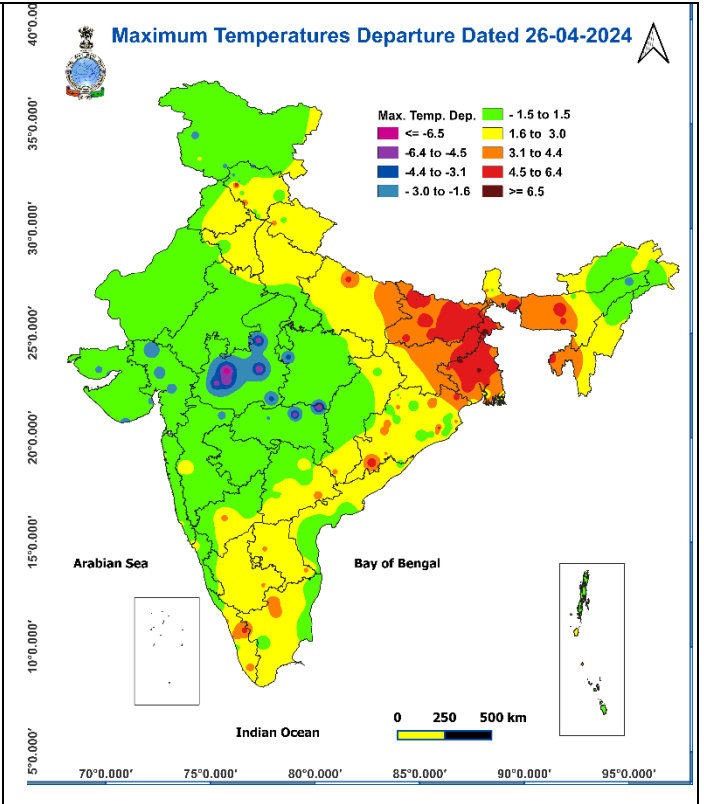 Maximum Temperatures Departure Dated 26-04-2024
Max. Temp. Dep.
<= -6.5
-6.4 to -4.5
-4.4 to -3.1
- 3.0 to -1.6
- 1.5 to 1.5
1.6 to 3.0
3.1 to 4.4
4.5 to 6.4
>= 6.5
40°0.000'
35°0.000'
30°0.000'
25°0.000'
20°0.000'
15°0.000'
10°0.000'
5°0.000'
Arabian Sea
Bay of Bengal
Indian Ocean
0 250 500 km
70°0.000' 75°0.000' 80°0.000' 85°0.000' 90°0.000' 95°0.000'